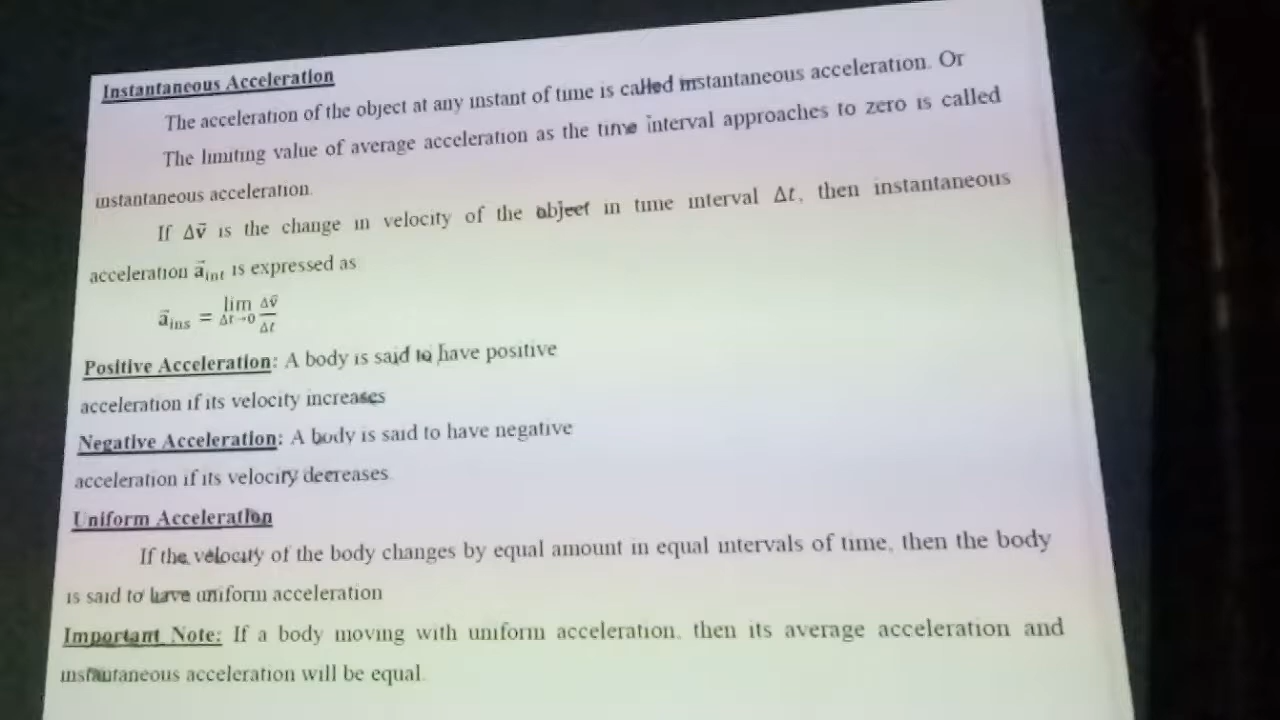 Instantaneous Acceleration
The acceleration of the object at any instant of time is called instantaneous acceleration. Or
The limiting value of average acceleration as the time interval approaches to zero is called
instantaneous acceleration.
If Δv⃗ is the change in velocity of the object in time interval Δt, then instantaneous
acceleration a⃗int is expressed as
a⃗ins = lim Δt→0 Δv⃗/Δt
Positive Acceleration: A body is said to have positive
acceleration if its velocity increases
Negative Acceleration: A body is said to have negative
acceleration if its velocity decreases
Uniform Acceleration
If the velocity of the body changes by equal amount in equal intervals of time, then the body
is said to have uniform acceleration
Important Note: If a body moving with uniform acceleration, then its average acceleration and
instantaneous acceleration will be equal.